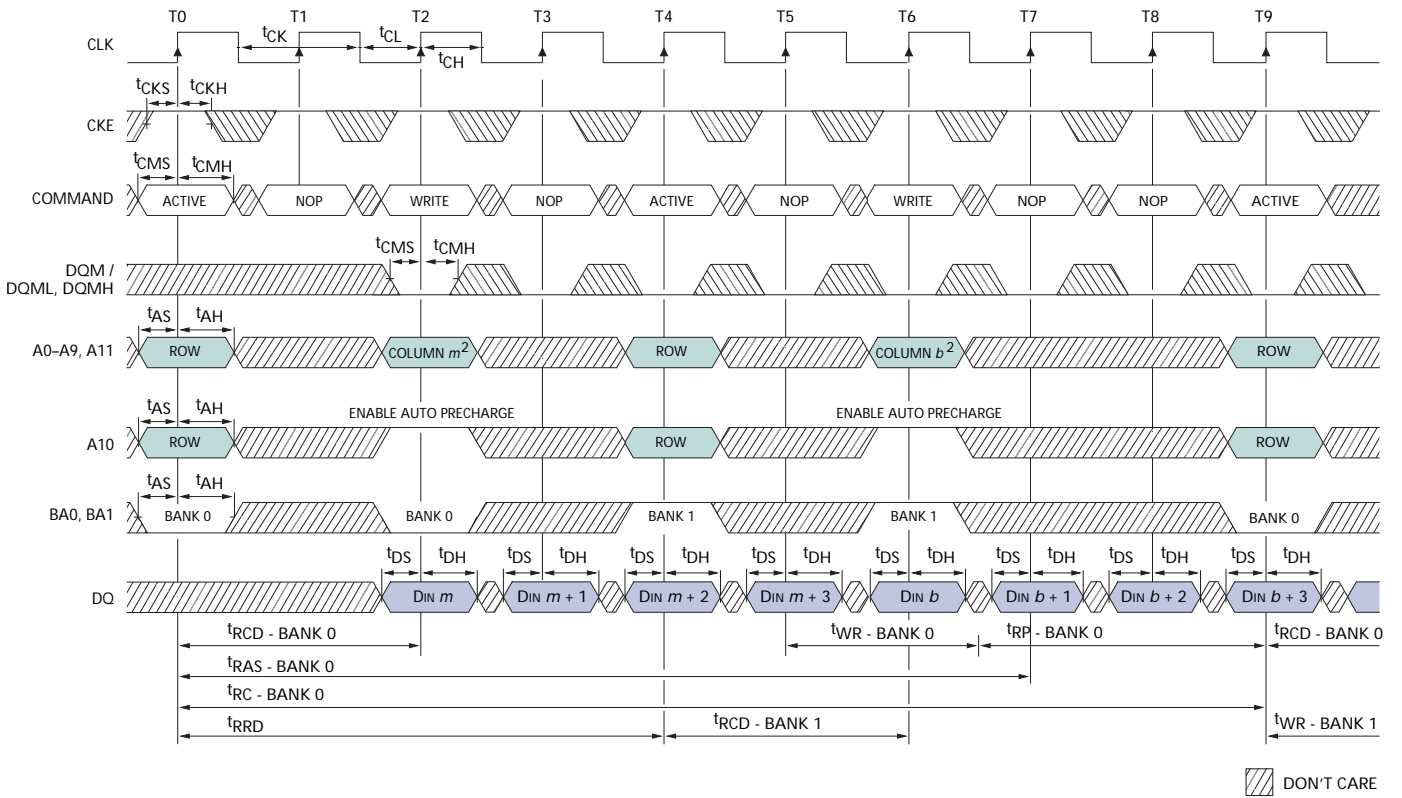 T0 T1 T2 T3 T4 T5 T6 T7 T8 T9
CLK tCK tCL tCH
tCKS tCKH
CKE
tCMS tCMH
COMMAND ACTIVE NOP WRITE NOP ACTIVE NOP WRITE NOP NOP ACTIVE
tCMS tCMH
DQM /
DQML, DQMH
tAS tAH
A0–A9, A11 ROW COLUMN m2 ROW COLUMN b2 ROW
tAS tAH ENABLE AUTO PRECHARGE ENABLE AUTO PRECHARGE
A10 ROW ROW ROW
tAS tAH
BA0, BA1 BANK 0 BANK 0 BANK 1 BANK 1 BANK 0
tDS tDH tDS tDH tDS tDH tDS tDH tDS tDH tDS tDH tDS tDH tDS tDH
DQ DIN m DIN m + 1 DIN m + 2 DIN m + 3 DIN b DIN b + 1 DIN b + 2 DIN b + 3
tRCD - BANK 0 tWR - BANK 0 tRP - BANK 0 tRCD - BANK 0
tRAS - BANK 0
tRC - BANK 0
tRRD tRCD - BANK 1 tWR - BANK 1
DON'T CARE